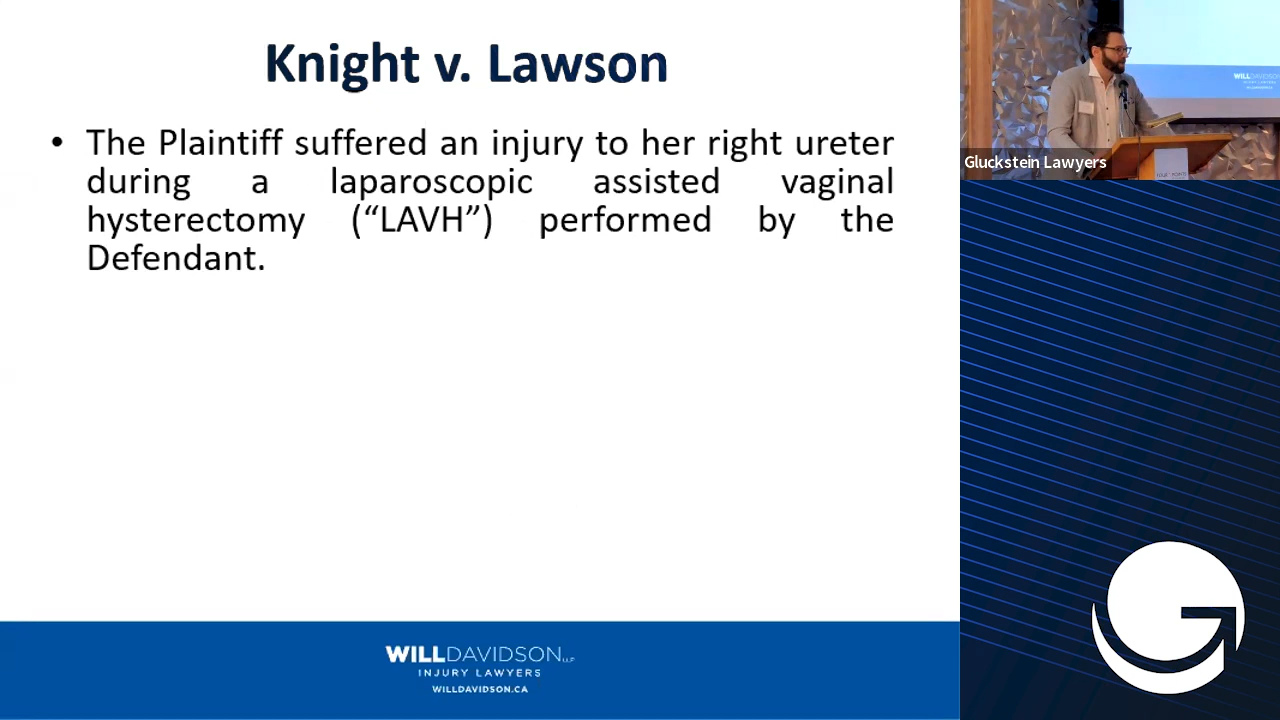 Knight v. Lawson
• The Plaintiff suffered an injury to her right ureter
during a laparoscopic assisted vaginal
hysterectomy (“LAVH”) performed by the
Defendant.
WILLDAVIDSON LLP
INJURY LAWYERS
WILLDAVIDSON.CA
WILLDAVIDSON
Gluckstein Lawyers